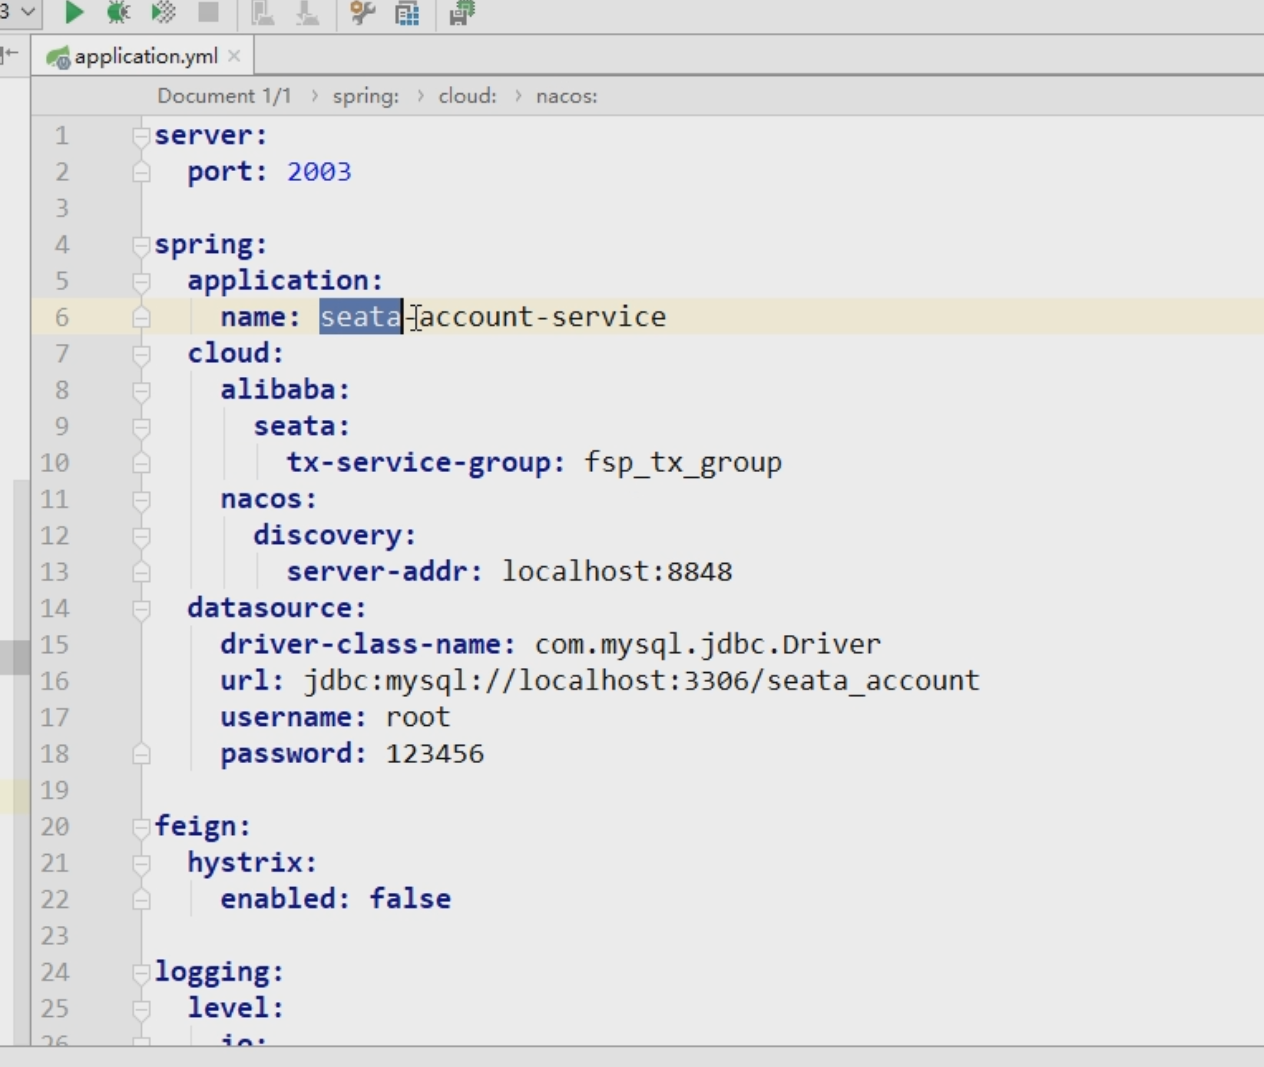 3
application.yml
Document 1/1 › spring: › cloud: › nacos:
1 server:
2 port: 2003
3
4 spring:
5 application:
6 name: seata-account-service
7 cloud:
8 alibaba:
9 seata:
10 tx-service-group: fsp_tx_group
11 nacos:
12 discovery:
13 server-addr: localhost:8848
14 datasource:
15 driver-class-name: com.mysql.jdbc.Driver
16 url: jdbc:mysql://localhost:3306/seata_account
17 username: root
18 password: 123456
19
20 feign:
21 hystrix:
22 enabled: false
23
24 logging:
25 level:
26 io: